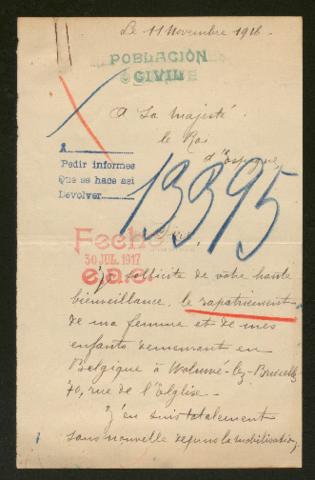 Le 11 Novembre 1916.
POBLACIÓN
CIVIL
A Sa Majesté
le Roi
d'Espagne
A
Pedir informes
Que se hace así
Devolver
13395
Fecha
30 JUL. 1917
Sire,
Je sollicite de votre haute
bienveillance, le rapatriement
de ma femme et de mes
enfants demeurant en
Belgique à Woluwé-lez-Bruxelles
70, rue de l'Eglise.
J'en suis totalement
sans nouvelle depuis la mobilisation,